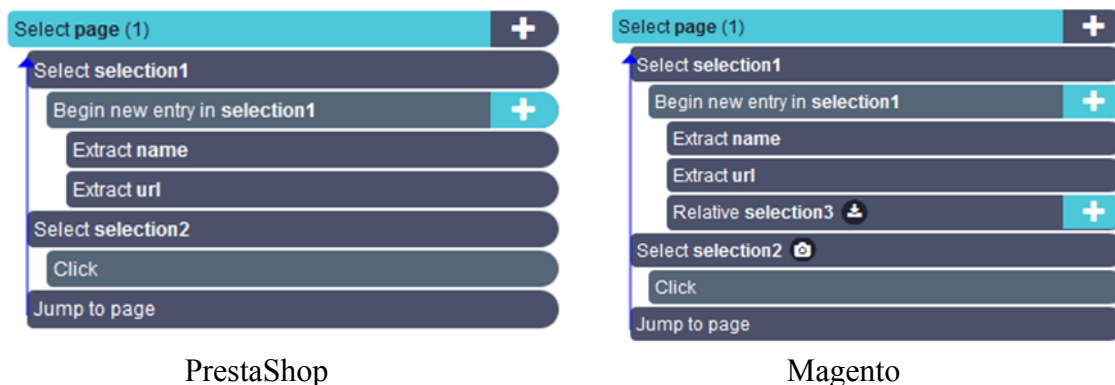 Select page (1)
Select selection1
Begin new entry in selection1
Extract name
Extract url
Select selection2
Click
Jump to page
PrestaShop
Select page (1)
Select selection1
Begin new entry in selection1
Extract name
Extract url
Relative selection3
Select selection2
Click
Jump to page
Magento